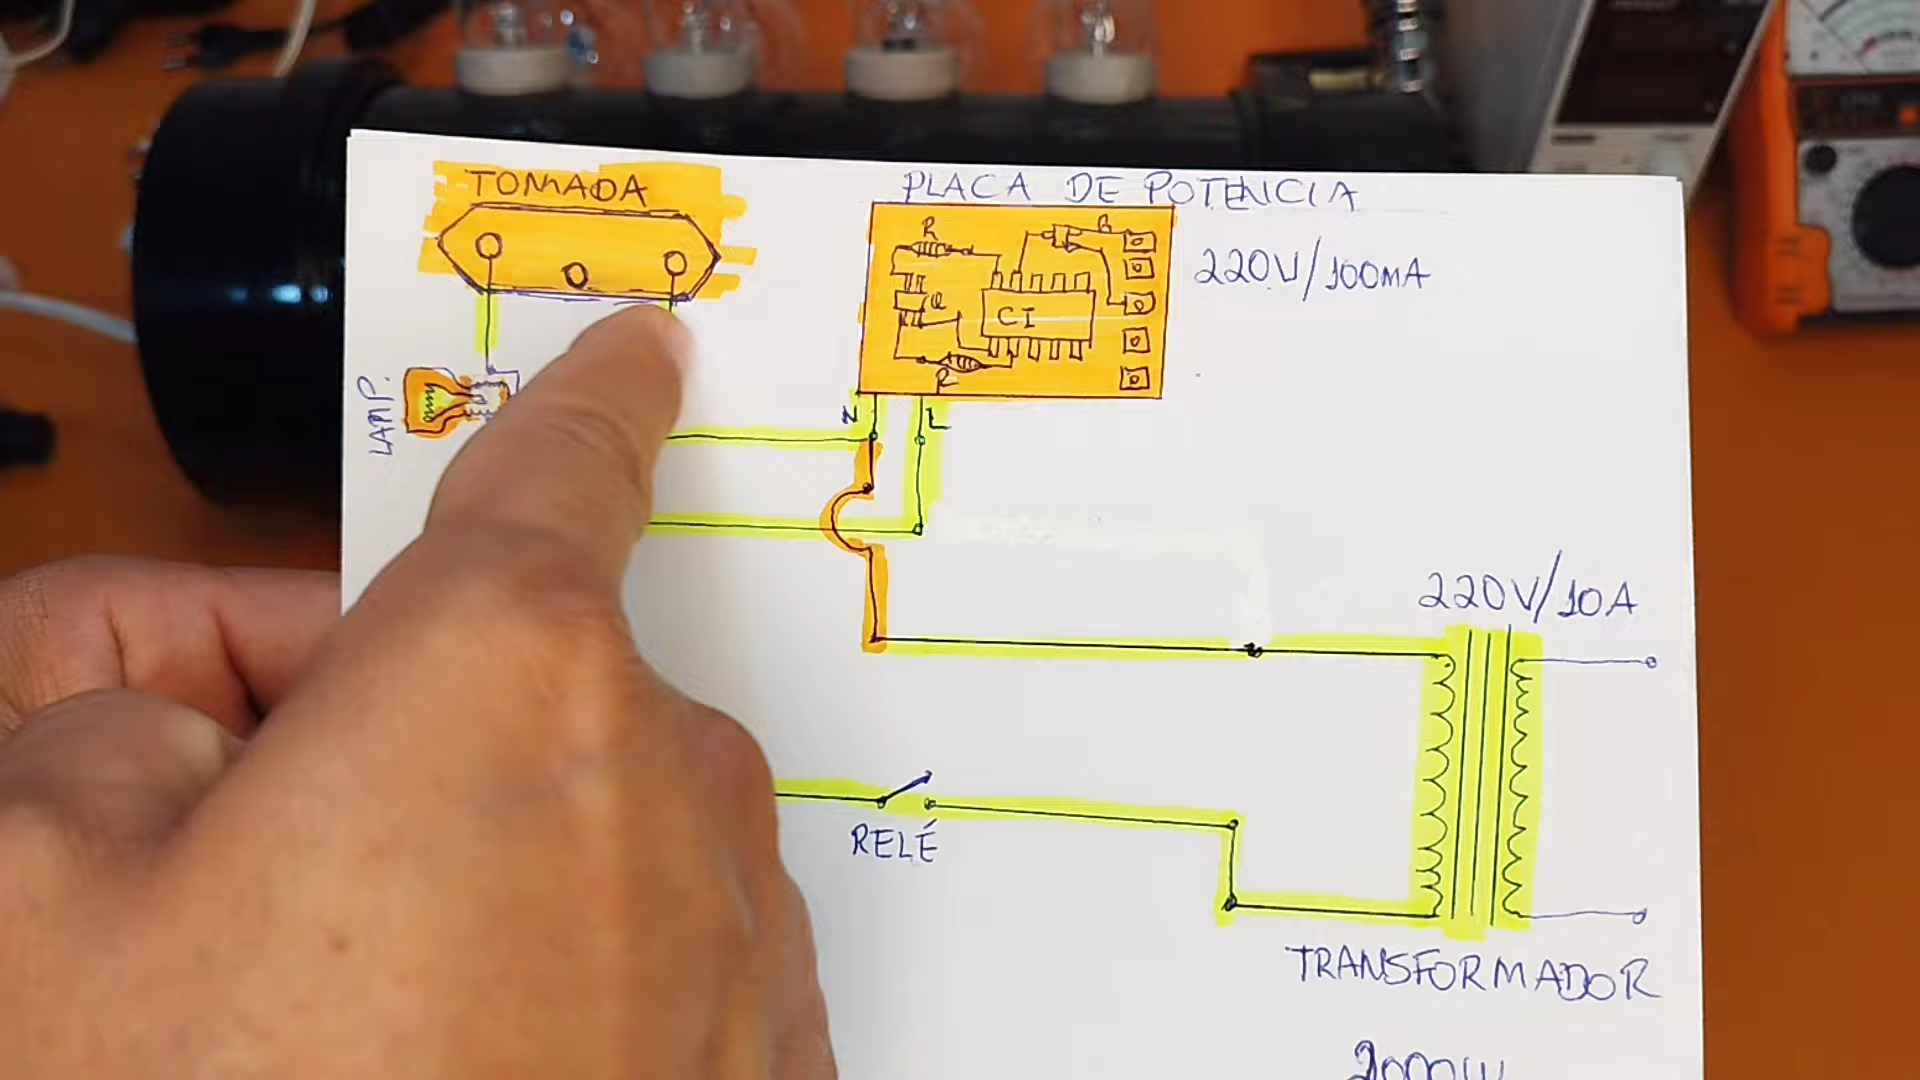 TOMADA
PLACA DE POTENCIA
220V/100MA
R
B
Q
CI
R
LAMP.
N
L
220V/10A
RELÉ
TRANSFORMADOR